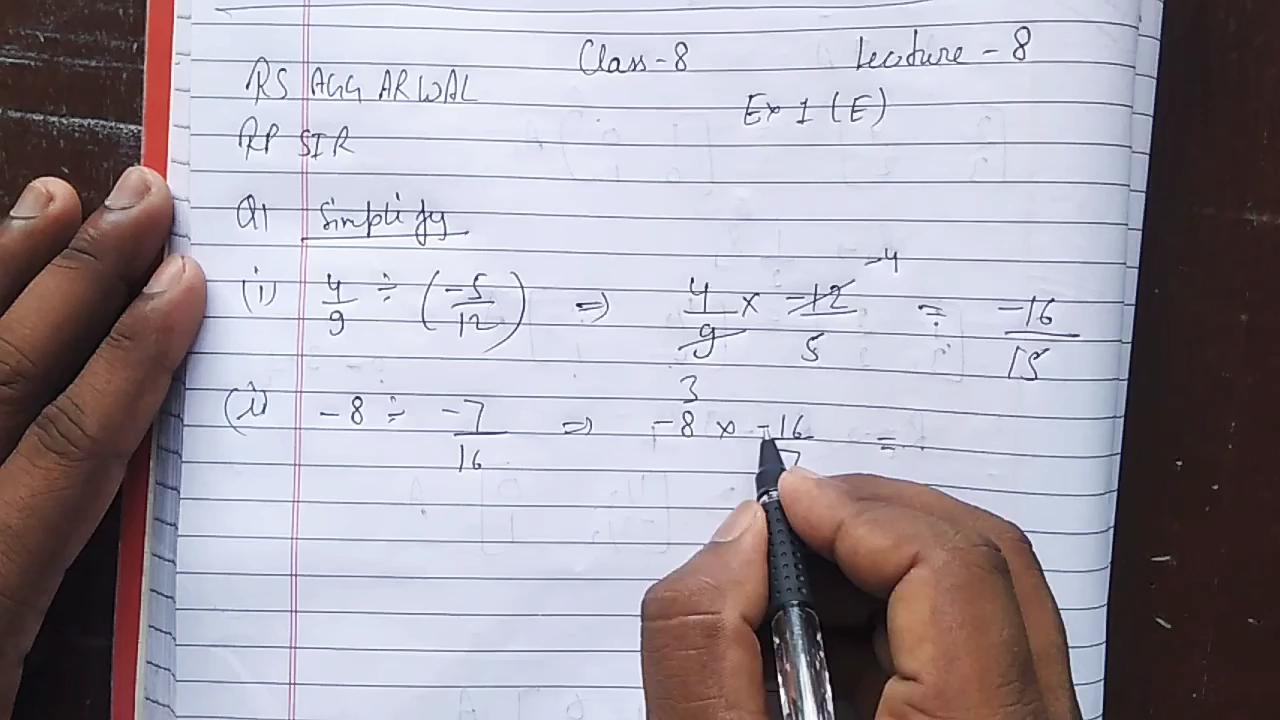 Class-8 Lecture - 8
RS AGGARWAL
Ex 1 (E)
RP SIR
Q1 Simplify
(i) 4/9 ÷ (-5/12) ⇒ 4/9 3 × -12/5 -4 = -16/15
(ii) -8 ÷ -7/16 ⇒ -8 × -16/7 =